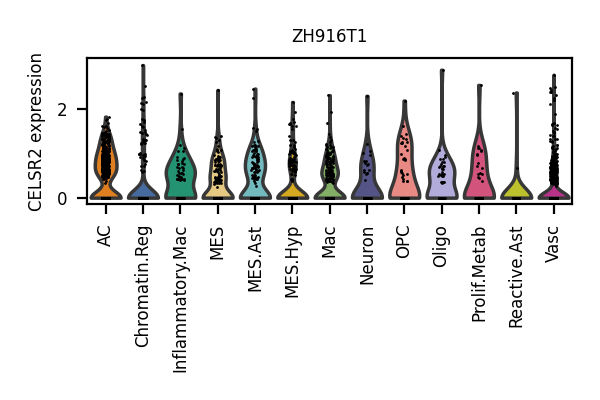 ZH916T1
CELSR2 expression
2
0
AC
Chromatin.Reg
Inflammatory.Mac
MES
MES.Ast
MES.Hyp
Mac
Neuron
OPC
Oligo
Prolif.Metab
Reactive.Ast
Vasc